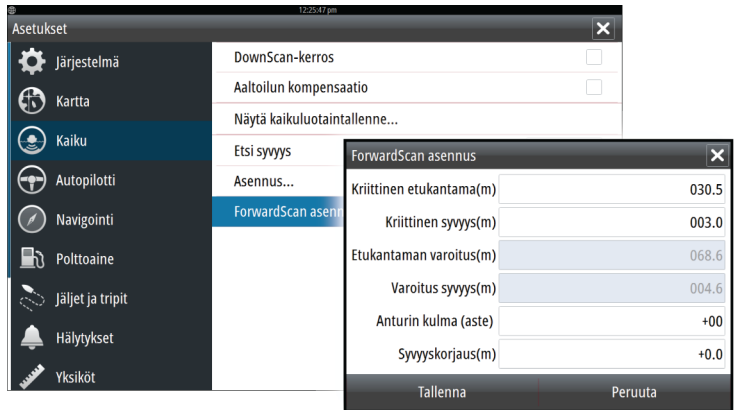 12:25:47 pm
Asetukset
Järjestelmä
Kartta
Kaiku
Autopilotti
Navigointi
Polttoaine
Jäljet ja tripit
Hälytykset
Yksiköt
DownScan-kerros
Aaltoilun kompensaatio
Näytä kaikuluotaintallenne...
Etsi syvyys
Asennus...
ForwardScan asenn
ForwardScan asennus
Kriittinen etukantama(m) 030.5
Kriittinen syvyys(m) 003.0
Etukantaman varoitus(m) 068.6
Varoitus syvyys(m) 004.6
Anturin kulma (aste) +00
Syvyyskorjaus(m) +0.0
Tallenna Peruuta